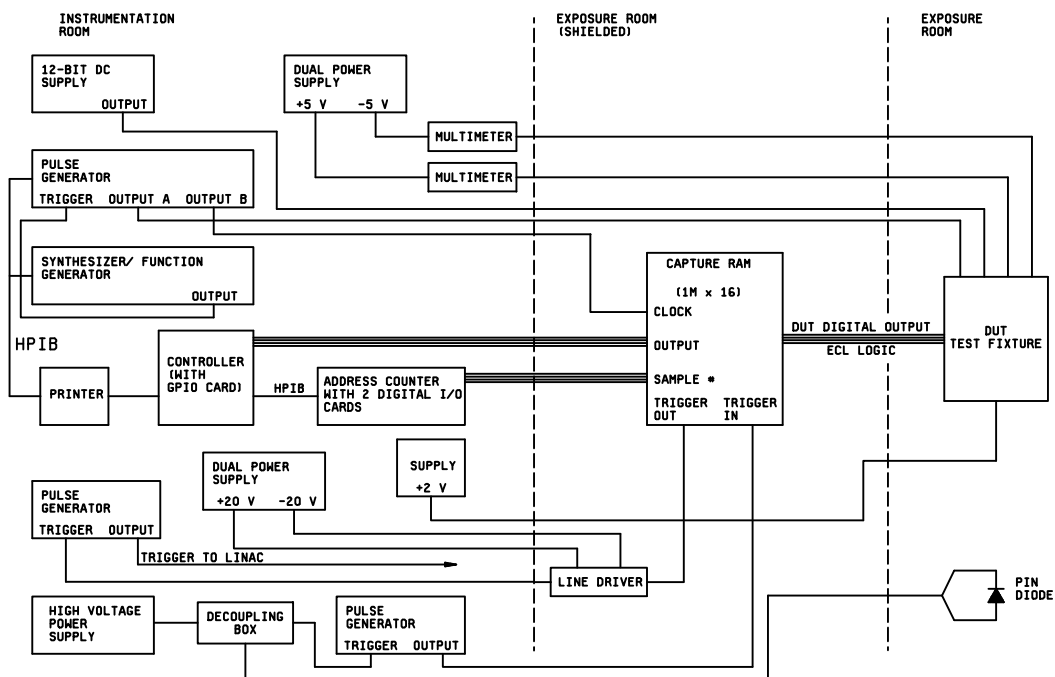 INSTRUMENTATION
ROOM
EXPOSURE ROOM
(SHIELDED)
EXPOSURE
ROOM
12-BIT DC
SUPPLY
OUTPUT
DUAL POWER
SUPPLY
+5 V -5 V
MULTIMETER
MULTIMETER
PULSE
GENERATOR
TRIGGER OUTPUT A OUTPUT B
SYNTHESIZER/ FUNCTION
GENERATOR
OUTPUT
CAPTURE RAM
(1M x 16)
CLOCK
OUTPUT
SAMPLE #
TRIGGER
OUT
TRIGGER
IN
DUT DIGITAL OUTPUT
ECL LOGIC
DUT
TEST FIXTURE
HPIB
PRINTER
CONTROLLER
(WITH
GPIO CARD)
HPIB
ADDRESS COUNTER
WITH 2 DIGITAL I/O
CARDS
DUAL POWER
SUPPLY
+20 V -20 V
SUPPLY
+2 V
PULSE
GENERATOR
TRIGGER OUTPUT
TRIGGER TO LINAC
LINE DRIVER
HIGH VOLTAGE
POWER
SUPPLY
DECOUPLING
BOX
PULSE
GENERATOR
TRIGGER OUTPUT
PIN
DIODE